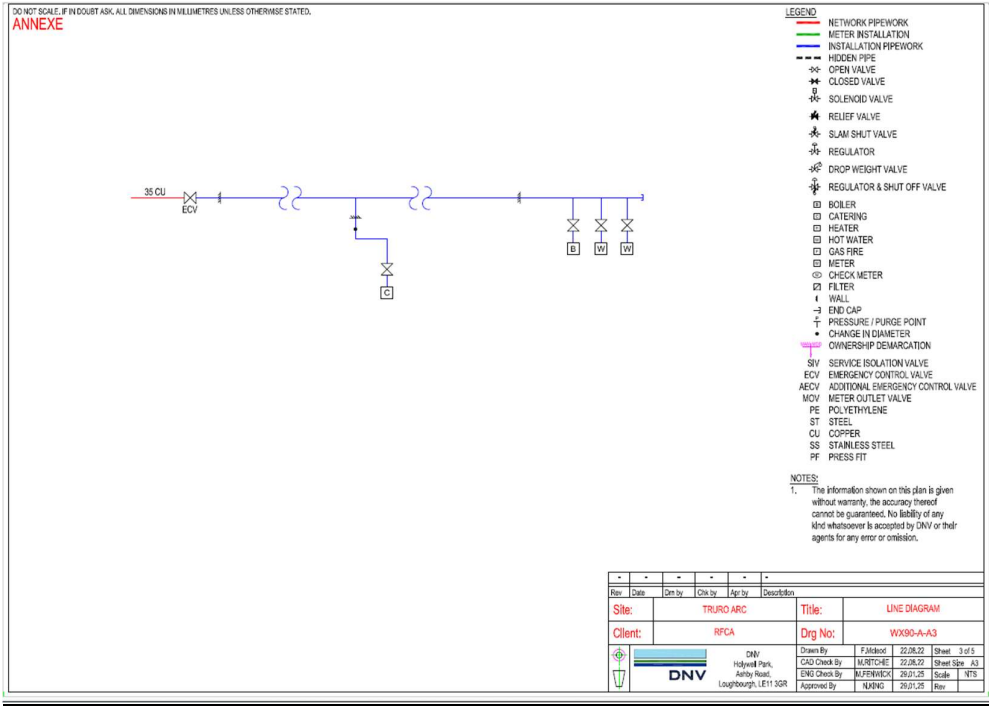 DO NOT SCALE, IF IN DOUBT ASK. ALL DIMENSIONS IN MILLIMETRES UNLESS OTHERWISE STATED.
ANNEXE
35 CU
ECV
B
W
W
C
LEGEND
NETWORK PIPEWORK
METER INSTALLATION
INSTALLATION PIPEWORK
HIDDEN PIPE
OPEN VALVE
CLOSED VALVE
SOLENOID VALVE
RELIEF VALVE
SLAM SHUT VALVE
REGULATOR
DROP WEIGHT VALVE
REGULATOR & SHUT OFF VALVE
BOILER
CATERING
HEATER
HOT WATER
GAS FIRE
METER
CHECK METER
FILTER
WALL
END CAP
P PRESSURE / PURGE POINT
CHANGE IN DIAMETER
OWNERSHIP DEMARCATION
SIV SERVICE ISOLATION VALVE
ECV EMERGENCY CONTROL VALVE
AECV ADDITIONAL EMERGENCY CONTROL VALVE
MOV METER OUTLET VALVE
PE POLYETHYLENE
ST STEEL
CU COPPER
SS STAINLESS STEEL
PF PRESS FIT
NOTES:
1. The information shown on this plan is given
without warranty, the accuracy thereof
cannot be guaranteed. No liability of any
kind whatsoever is accepted by DNV or their
agents for any error or omission.
- - - - - -
Rev Date Drn by Chk by Apr by Description
Site: TRURO ARC Title: LINE DIAGRAM
Client: RFCA Drg No: WX90-A-A3
DNV
DNV
Holywell Park,
Ashby Road,
Loughbourgh, LE11 3GR
Drawn By F.Mcleod 22.08.22 Sheet 3 of 5
CAD Check By M.RITCHIE 22.08.22 Sheet Size A3
ENG Check By M.FENWICK 29.01.25 Scale NTS
Approved By N.KING 29.01.25 Rev